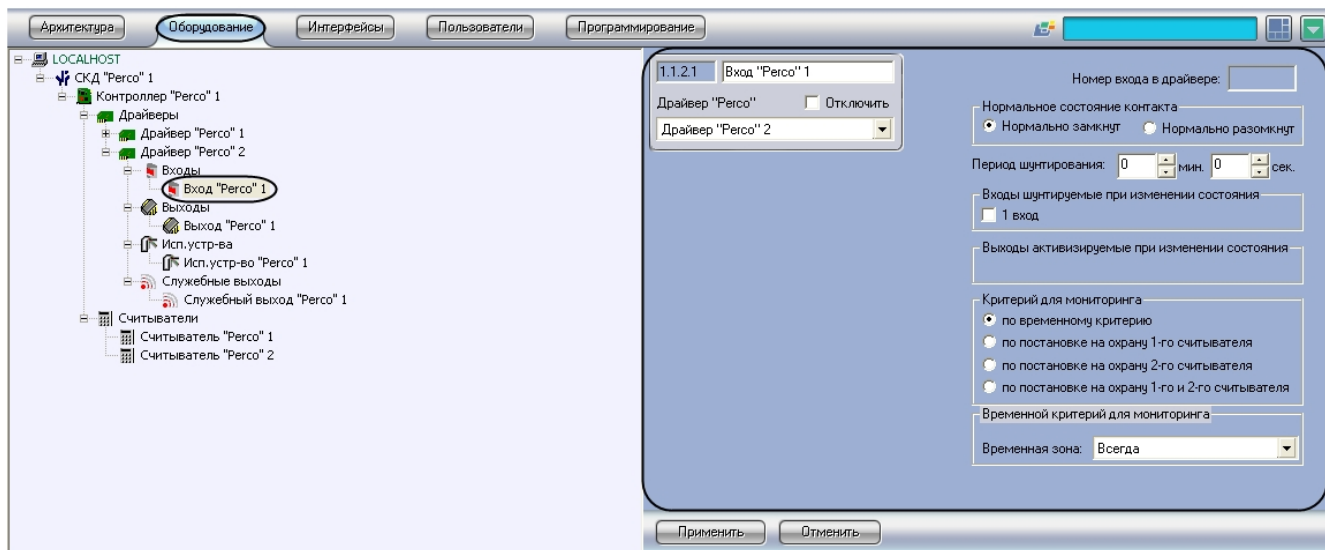 Архитектура Оборудование Интерфейсы Пользователи Программирование
LOCALHOST
СКД "Perco" 1
Контроллер "Perco" 1
Драйверы
Драйвер "Perco" 1
Драйвер "Perco" 2
Входы
Вход "Perco" 1
Выходы
Выход "Perco" 1
Исп.устр-ва
Исп.устр-во "Perco" 1
Служебные выходы
Служебный выход "Perco" 1
Считыватели
Считыватель "Perco" 1
Считыватель "Perco" 2
1.1.2.1 Вход "Perco" 1
Драйвер "Perco" Отключить
Драйвер "Perco" 2
Номер входа в драйвере:
Нормальное состояние контакта
Нормально замкнут Нормально разомкнут
Период шунтирования: 0 мин. 0 сек.
Входы шунтируемые при изменении состояния
1 вход
Выходы активизируемые при изменении состояния
Критерий для мониторинга
по временному критерию
по постановке на охрану 1-го считывателя
по постановке на охрану 2-го считывателя
по постановке на охрану 1-го и 2-го считывателя
Временной критерий для мониторинга
Временная зона: Всегда
Применить Отменить